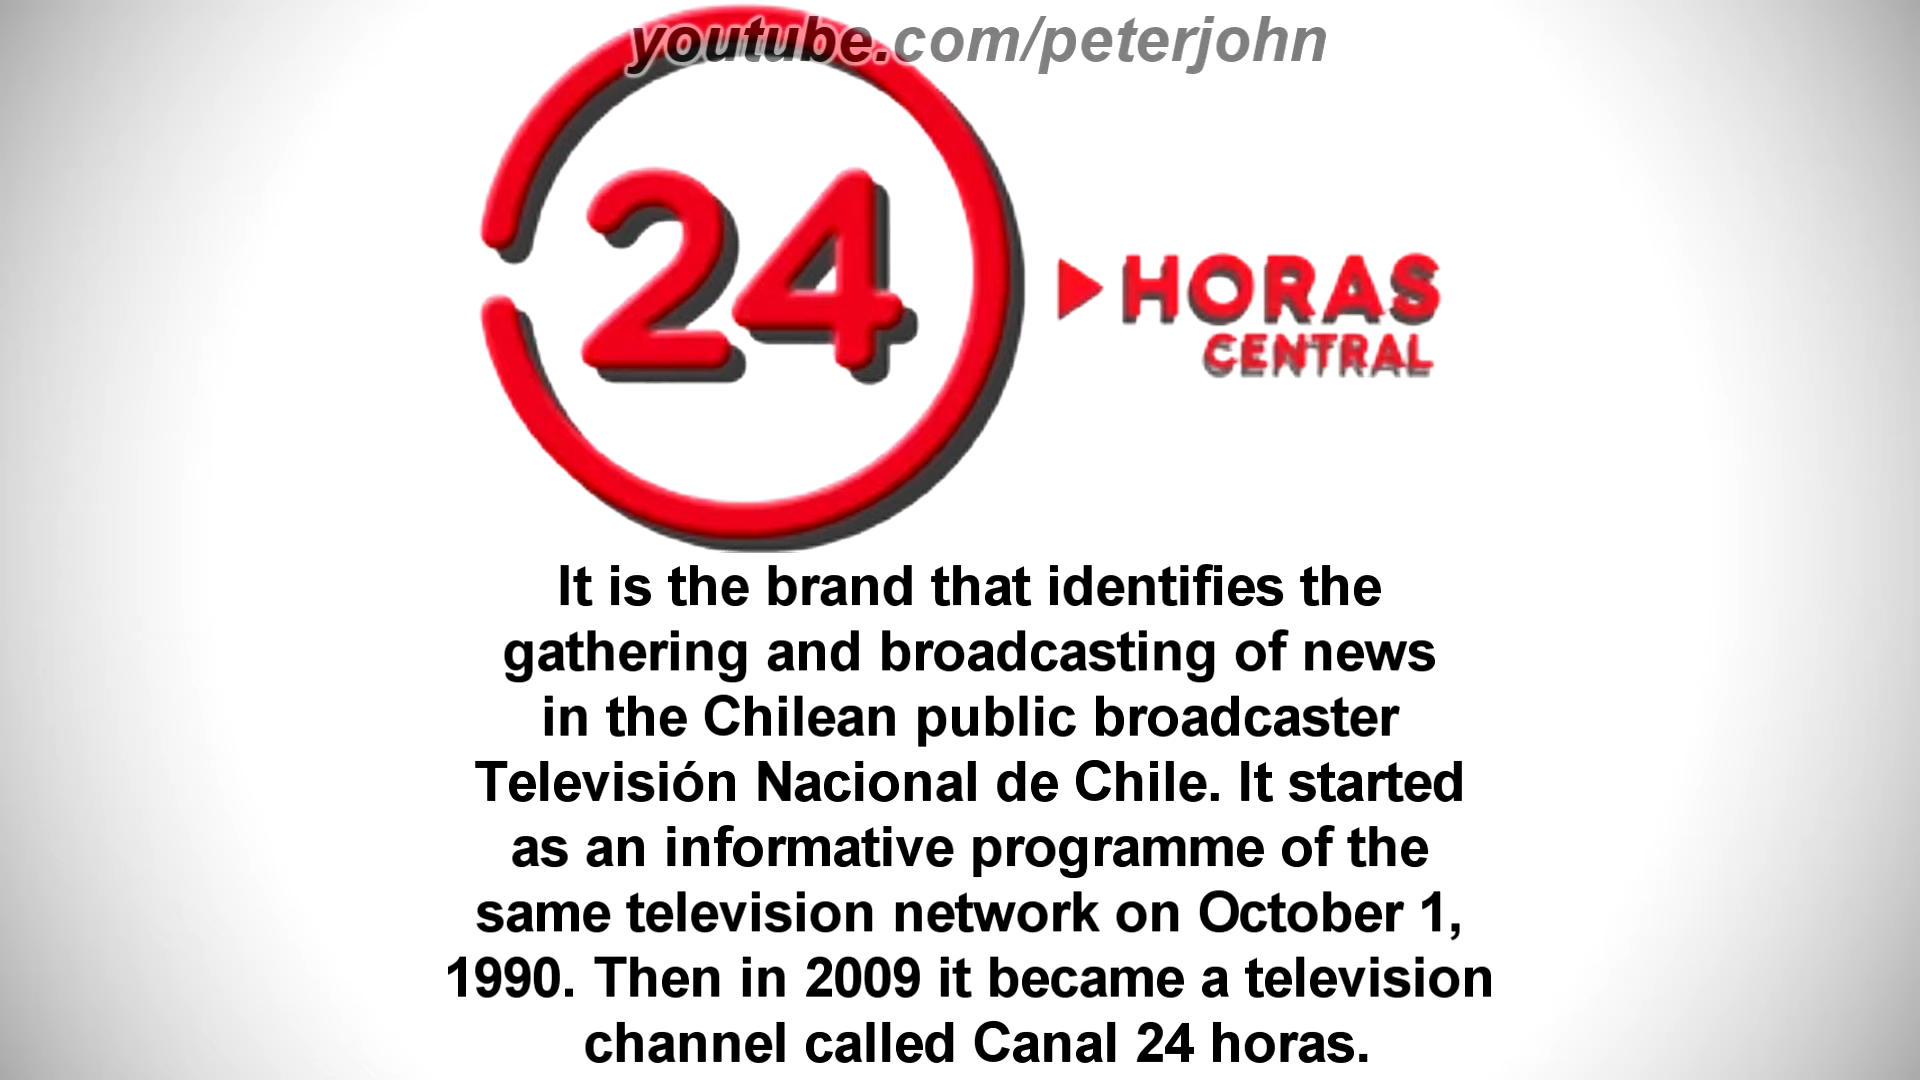 youtube.com/peterjohn
24
HORAS
CENTRAL
It is the brand that identifies the
gathering and broadcasting of news
in the Chilean public broadcaster
Televisión Nacional de Chile. It started
as an informative programme of the
same television network on October 1,
1990. Then in 2009 it became a television
channel called Canal 24 horas.